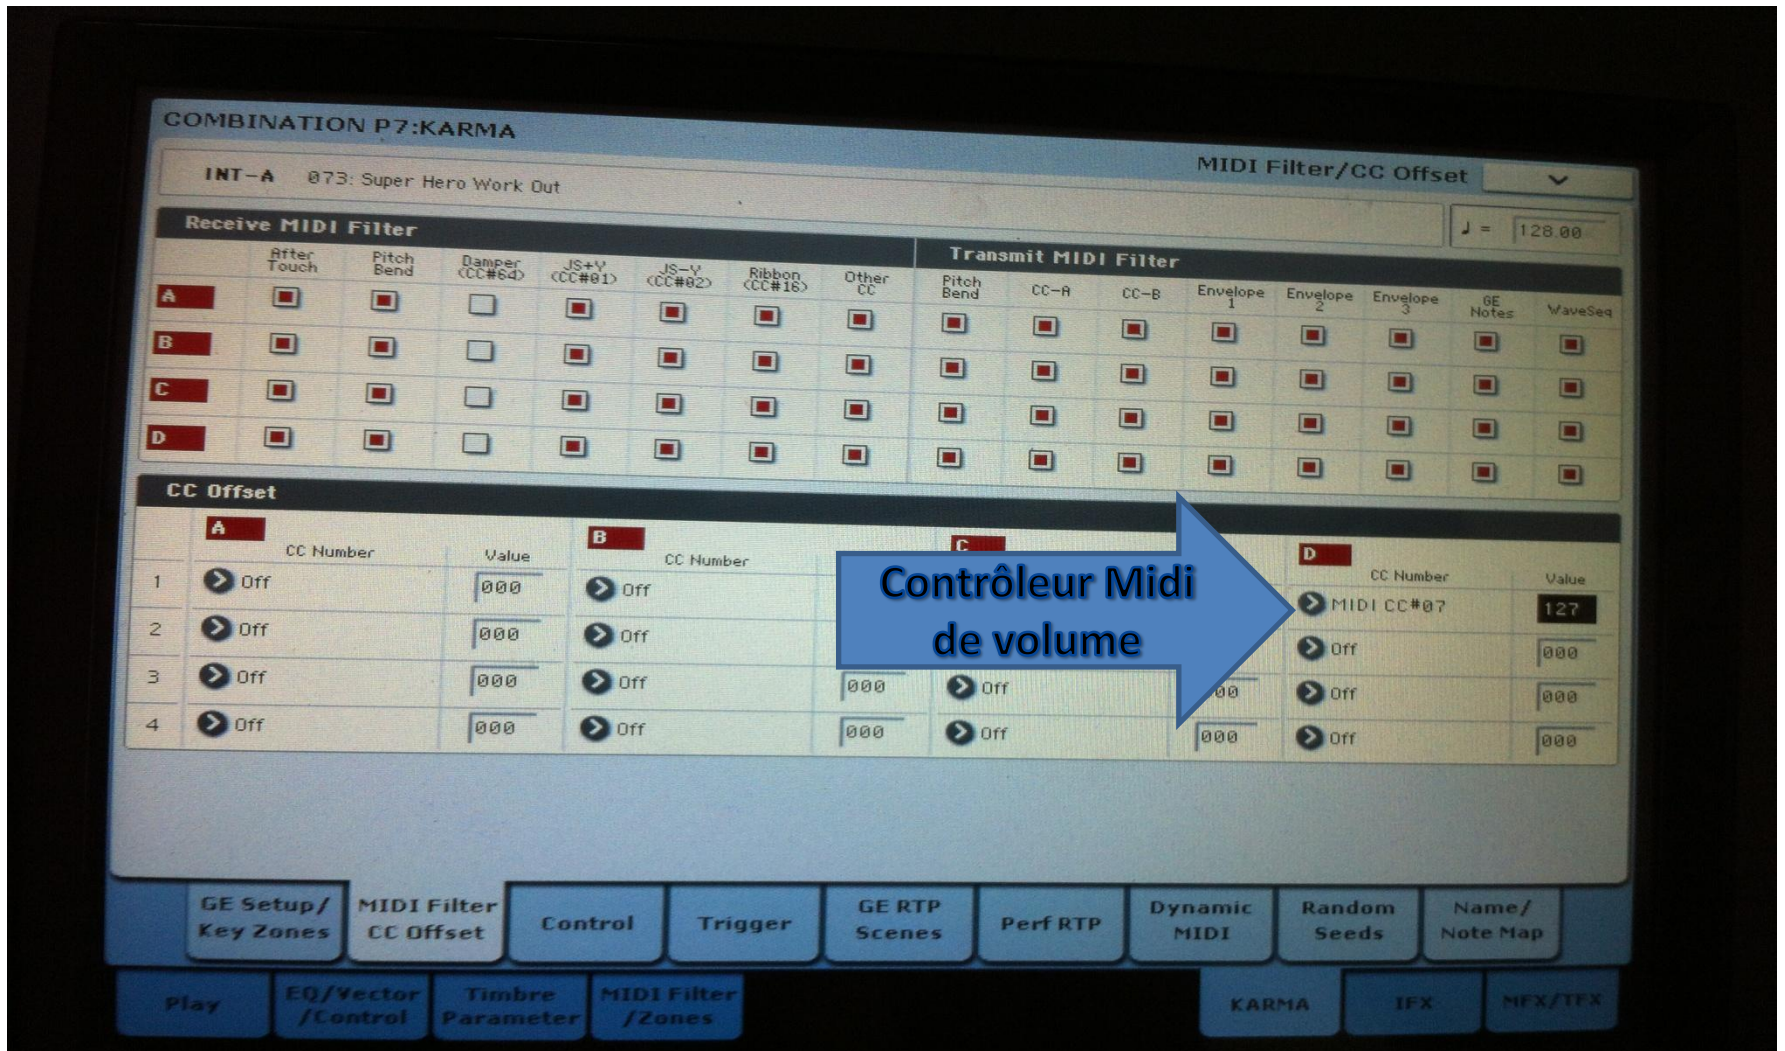 COMBINATION P7:KARMA
MIDI Filter/CC Offset
INT-A 073: Super Hero Work Out
♩ = 128.00
Receive MIDI Filter
Transmit MIDI Filter
After Touch
Pitch Bend
Damper (CC#64)
JS+Y (CC#01)
JS-Y (CC#02)
Ribbon (CC#16)
Other CC
Pitch Bend
CC-A
CC-B
Envelope 1
Envelope 2
Envelope 3
GE Notes
WaveSeq
A
B
C
D
CC Offset
A
B
C
D
CC Number Value
CC Number
CC Number Value
1 Off 000 Off MIDI CC#07 127
2 Off 000 Off Off 000
3 Off 000 Off 000 Off 00 Off 000
4 Off 000 Off 000 Off 000 Off 000
Contrôleur Midi
de volume
GE Setup/
Key Zones
MIDI Filter
CC Offset
Control
Trigger
GE RTP
Scenes
Perf RTP
Dynamic
MIDI
Random
Seeds
Name/
Note Map
Play
EQ/Vector
/Control
Timbre
Parameter
MIDI Filter
/Zones
KARMA
IFX
MFX/TFX